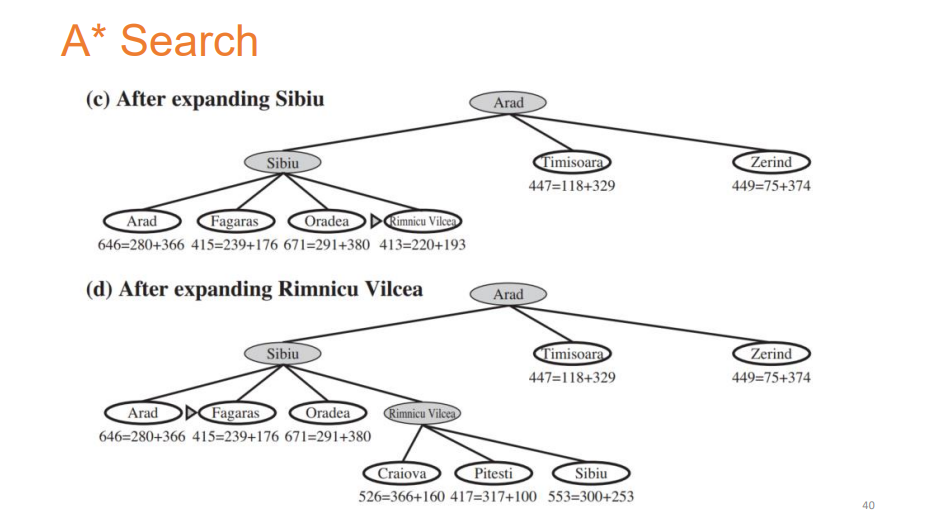 A* Search
(c) After expanding Sibiu
Arad
Sibiu
Timisoara
Zerind
447=118+329
449=75+374
Arad
Fagaras
Oradea
Rimnicu Vilcea
646=280+366
415=239+176
671=291+380
413=220+193
(d) After expanding Rimnicu Vilcea
Arad
Sibiu
Timisoara
Zerind
447=118+329
449=75+374
Arad
Fagaras
Oradea
Rimnicu Vilcea
646=280+366
415=239+176
671=291+380
Craiova
Pitesti
Sibiu
526=366+160
417=317+100
553=300+253
40